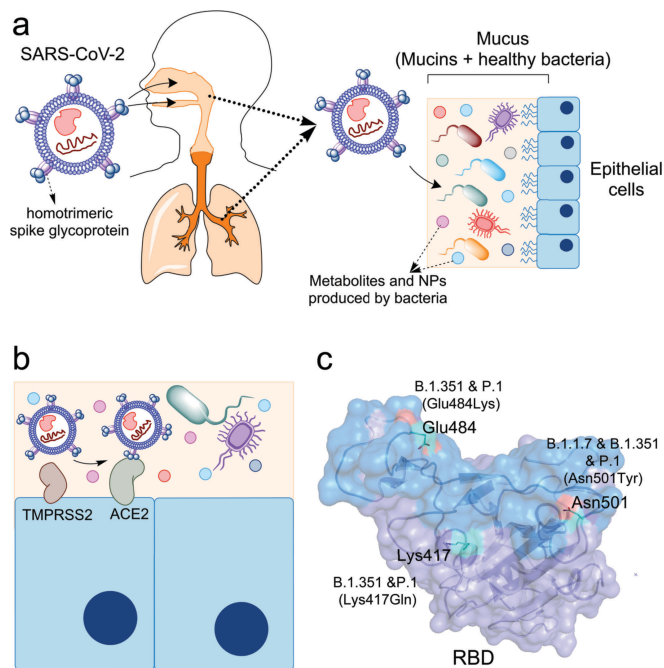 a
SARS-CoV-2
homotrimeric
spike glycoprotein
Mucus
(Mucins + healthy bacteria)
Epithelial
cells
Metabolites and NPs
produced by bacteria
b
TMPRSS2
ACE2
c
B.1.351 & P.1
(Glu484Lys)
Glu484
B.1.1.7 & B.1.351
& P.1
(Asn501Tyr)
Asn501
Lys417
B.1.351 &P.1
(Lys417Gln)
RBD